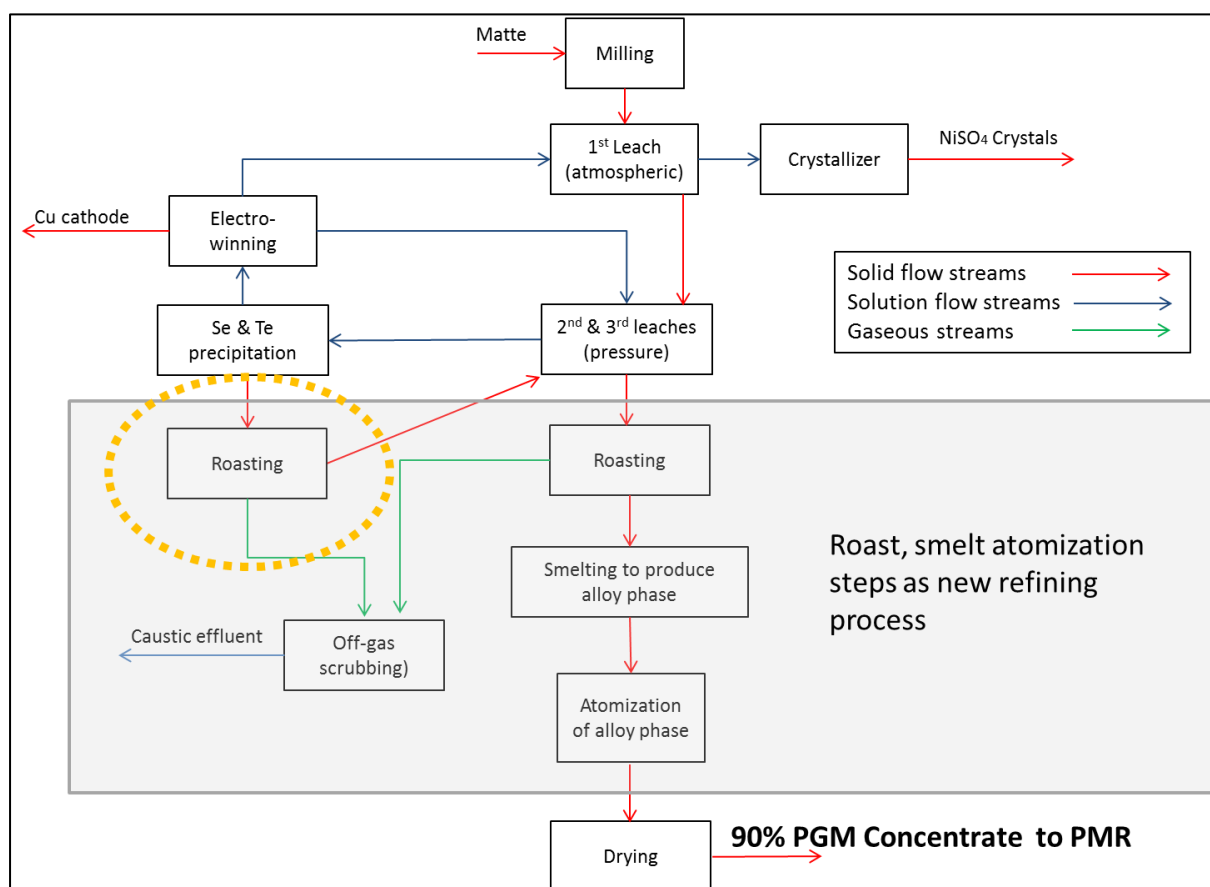 Matte
Milling
1st Leach
(atmospheric)
Crystallizer
NiSO4 Crystals
Cu cathode
Electro-
winning
Solid flow streams
Solution flow streams
Gaseous streams
Se & Te
precipitation
2nd & 3rd leaches
(pressure)
Roasting
Roasting
Roast, smelt atomization
steps as new refining
process
Smelting to produce
alloy phase
Caustic effluent
Off-gas
scrubbing)
Atomization
of alloy phase
Drying
90% PGM Concentrate to PMR